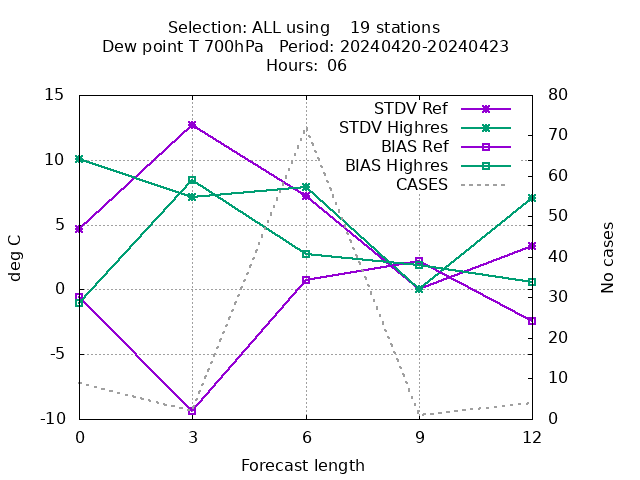 Selection: ALL using    19 stations
Dew point T 700hPa   Period: 20240420-20240423
Hours: 06
15 80
STDV Ref
STDV Highres
BIAS Ref
BIAS Highres
CASES
70
10
60
50
5
40
0
30
20
-5
10
-10 0
deg C
No cases
0 3 6 9 12
Forecast length